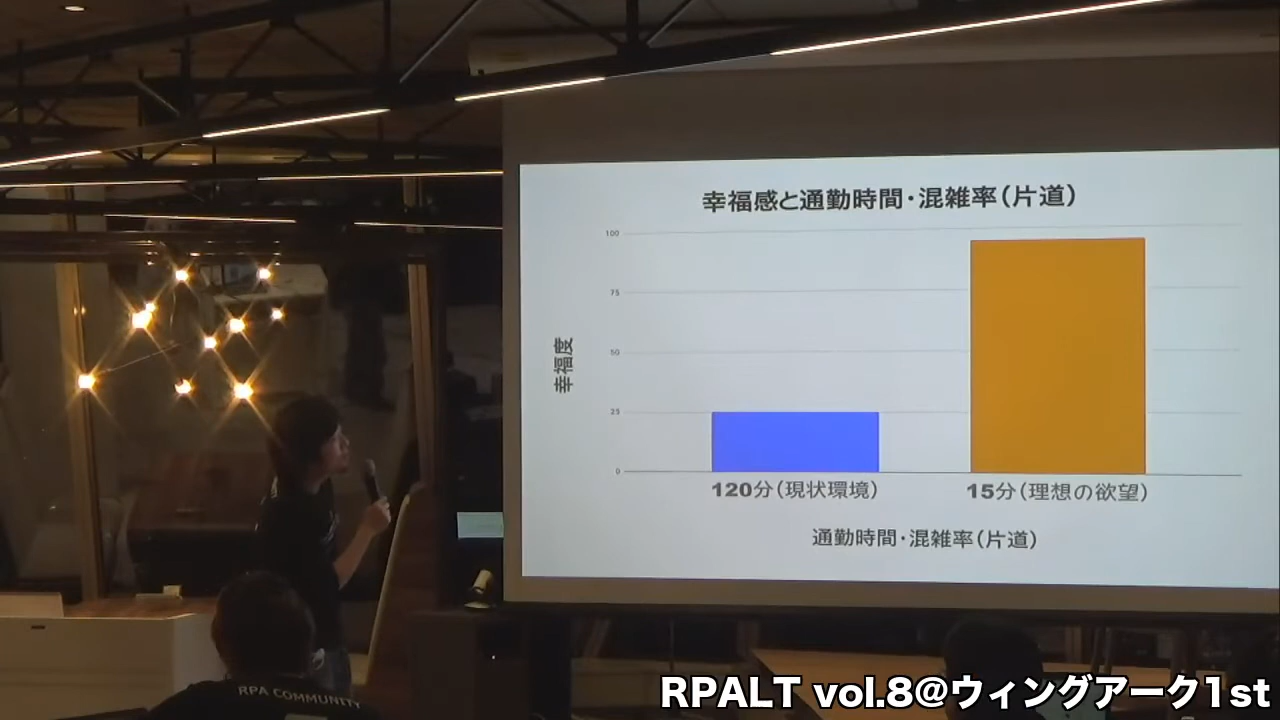 幸福感と通勤時間・混雑率（片道）
100
75
50
25
0
幸福度
120分（現状環境）
15分（理想の欲望）
通勤時間・混雑率（片道）
RPA COMMUNITY
RPALT vol.8@ウィングアーク1st